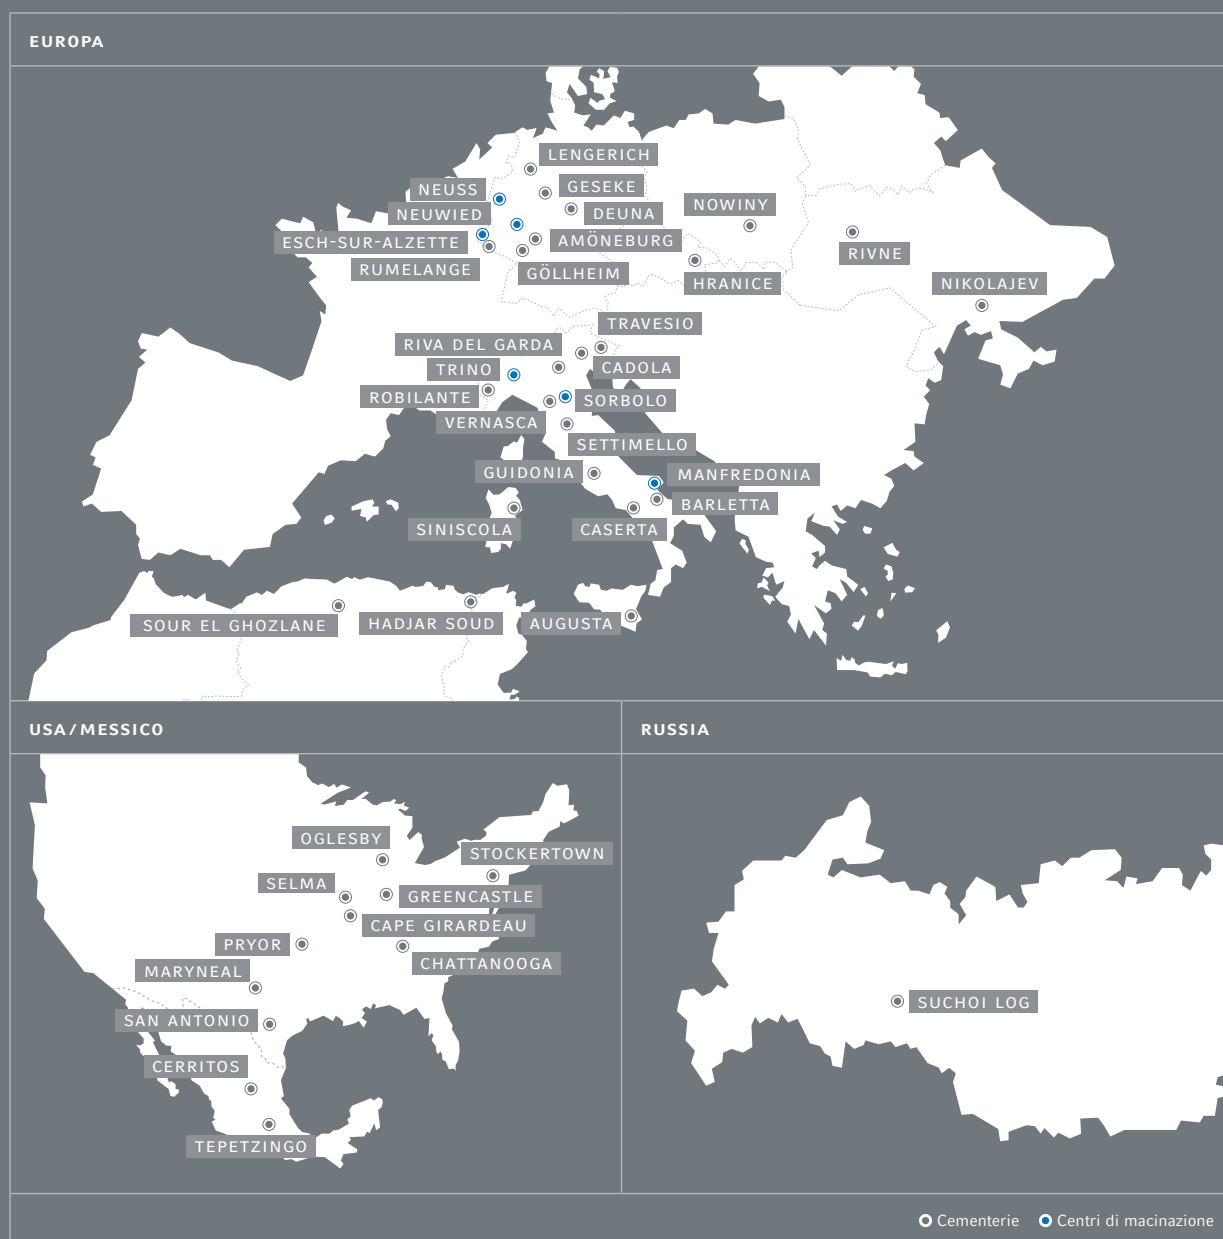 EUROPA
LENGERICH
NEUSS
GESEKE
NEUWIED
DEUNA
NOWINY
ESCH-SUR-ALZETTE
AMÖNEBURG
RIVNE
RUMELANGE
GÖLLHEIM
HRANICE
NIKOLAJEV
TRAVESIO
RIVA DEL GARDA
TRINO
CADOLA
ROBILANTE
SORBOLO
VERNASCA
SETTIMELLO
GUIDONIA
MANFREDONIA
BARLETTA
SINISCOLA
CASERTA
SOUR EL GHOZLANE
HADJAR SOUD
AUGUSTA
USA/MESSICO
OGLESBY
STOCKERTOWN
SELMA
GREENCASTLE
CAPE GIRARDEAU
PRYOR
CHATTANOOGA
MARYNEAL
SAN ANTONIO
CERRITOS
TEPETZINGO
RUSSIA
SUCHOI LOG
Cementerie
Centri di macinazione